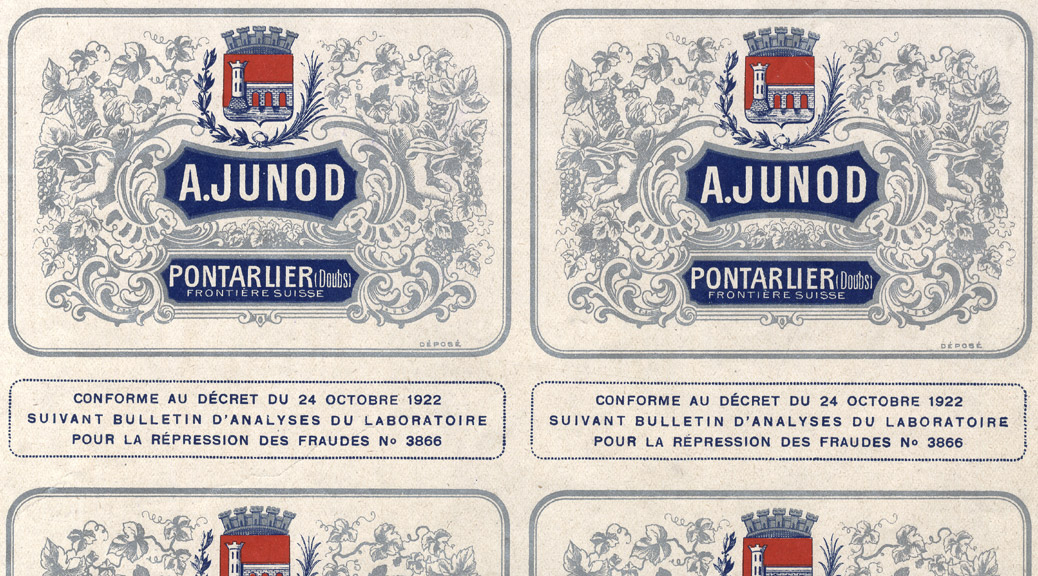 A.JUNOD
PONTARLIER (Doubs)
FRONTIÈRE SUISSE
DÉPOSÉ
CONFORME AU DÉCRET DU 24 OCTOBRE 1922
SUIVANT BULLETIN D'ANALYSES DU LABORATOIRE
POUR LA RÉPRESSION DES FRAUDES No 3866
A.JUNOD
PONTARLIER (Doubs)
FRONTIÈRE SUISSE
DÉPOSÉ
CONFORME AU DÉCRET DU 24 OCTOBRE 1922
SUIVANT BULLETIN D'ANALYSES DU LABORATOIRE
POUR LA RÉPRESSION DES FRAUDES No 3866